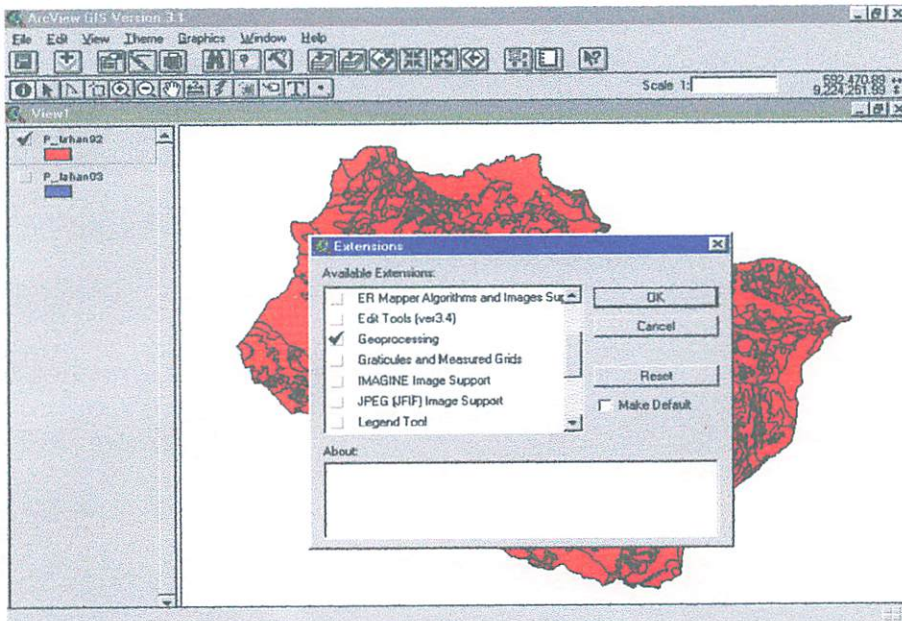 ArcView GIS Version 3.1
File Edit View Theme Graphics Window Help
Scale 1:
592,470.89
9,224,251.93
View1
P_lahan92
P_lahan03
Extensions
Available Extensions:
ER Mapper Algorithms and Images Sup
Edit Tools (ver3.4)
Geoprocessing
Graticules and Measured Grids
IMAGINE Image Support
JPEG (JFIF) Image Support
Legend Tool
OK
Cancel
Reset
Make Default
About: